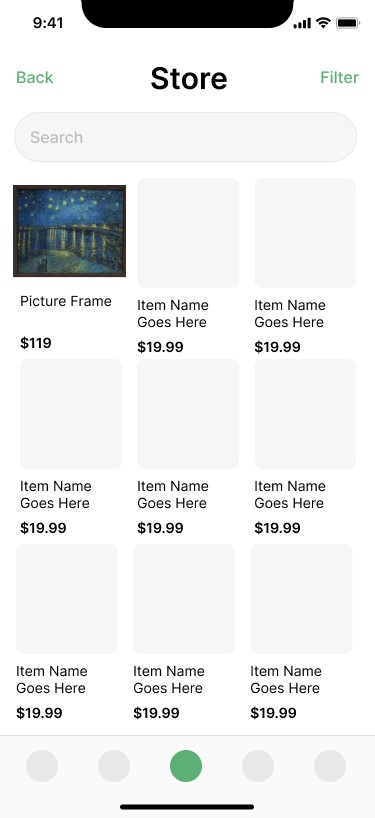 9:41
Back
Store
Filter
Search
Picture Frame
$119
Item Name
Goes Here
$19.99
Item Name
Goes Here
$19.99
Item Name
Goes Here
$19.99
Item Name
Goes Here
$19.99
Item Name
Goes Here
$19.99
Item Name
Goes Here
$19.99
Item Name
Goes Here
$19.99
Item Name
Goes Here
$19.99